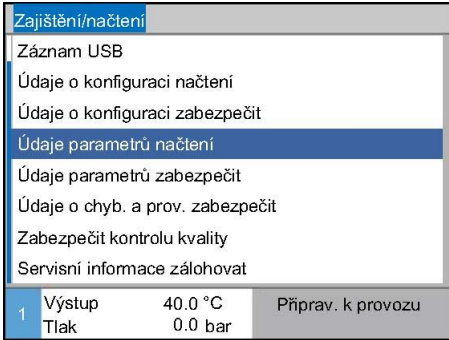 Zajištění/načtení
Záznam USB
Údaje o konfiguraci načtení
Údaje o konfiguraci zabezpečit
Údaje parametrů načtení
Údaje parametrů zabezpečit
Údaje o chyb. a prov. zabezpečit
Zabezpečit kontrolu kvality
Servisní informace zálohovat
1 Výstup 40.0 °C Připrav. k provozu
Tlak 0.0 bar